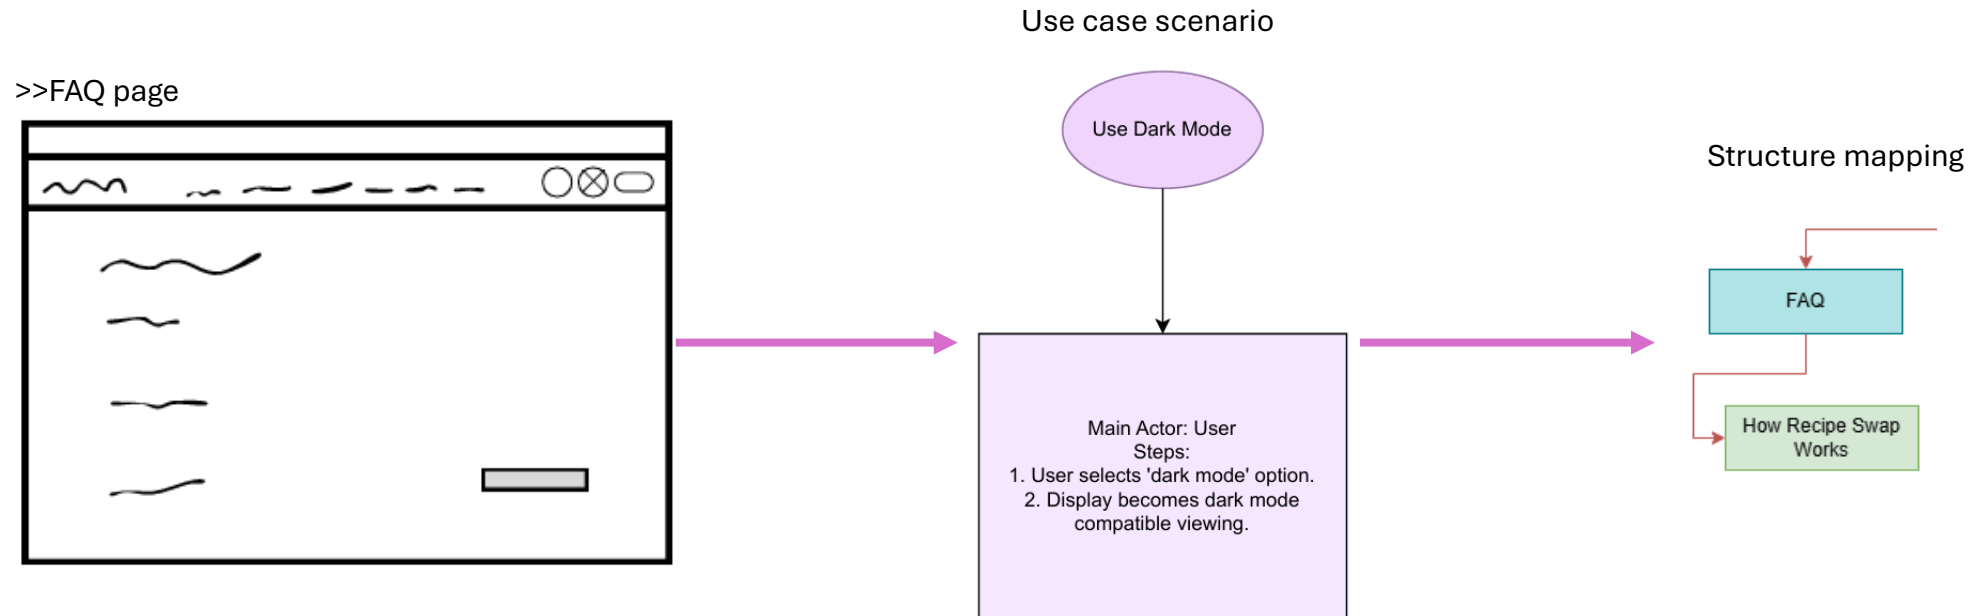 Use case scenario
>>FAQ page
Use Dark Mode
Structure mapping
FAQ
Main Actor: User
Steps:
1. User selects 'dark mode' option.
2. Display becomes dark mode
compatible viewing.
How Recipe Swap
Works